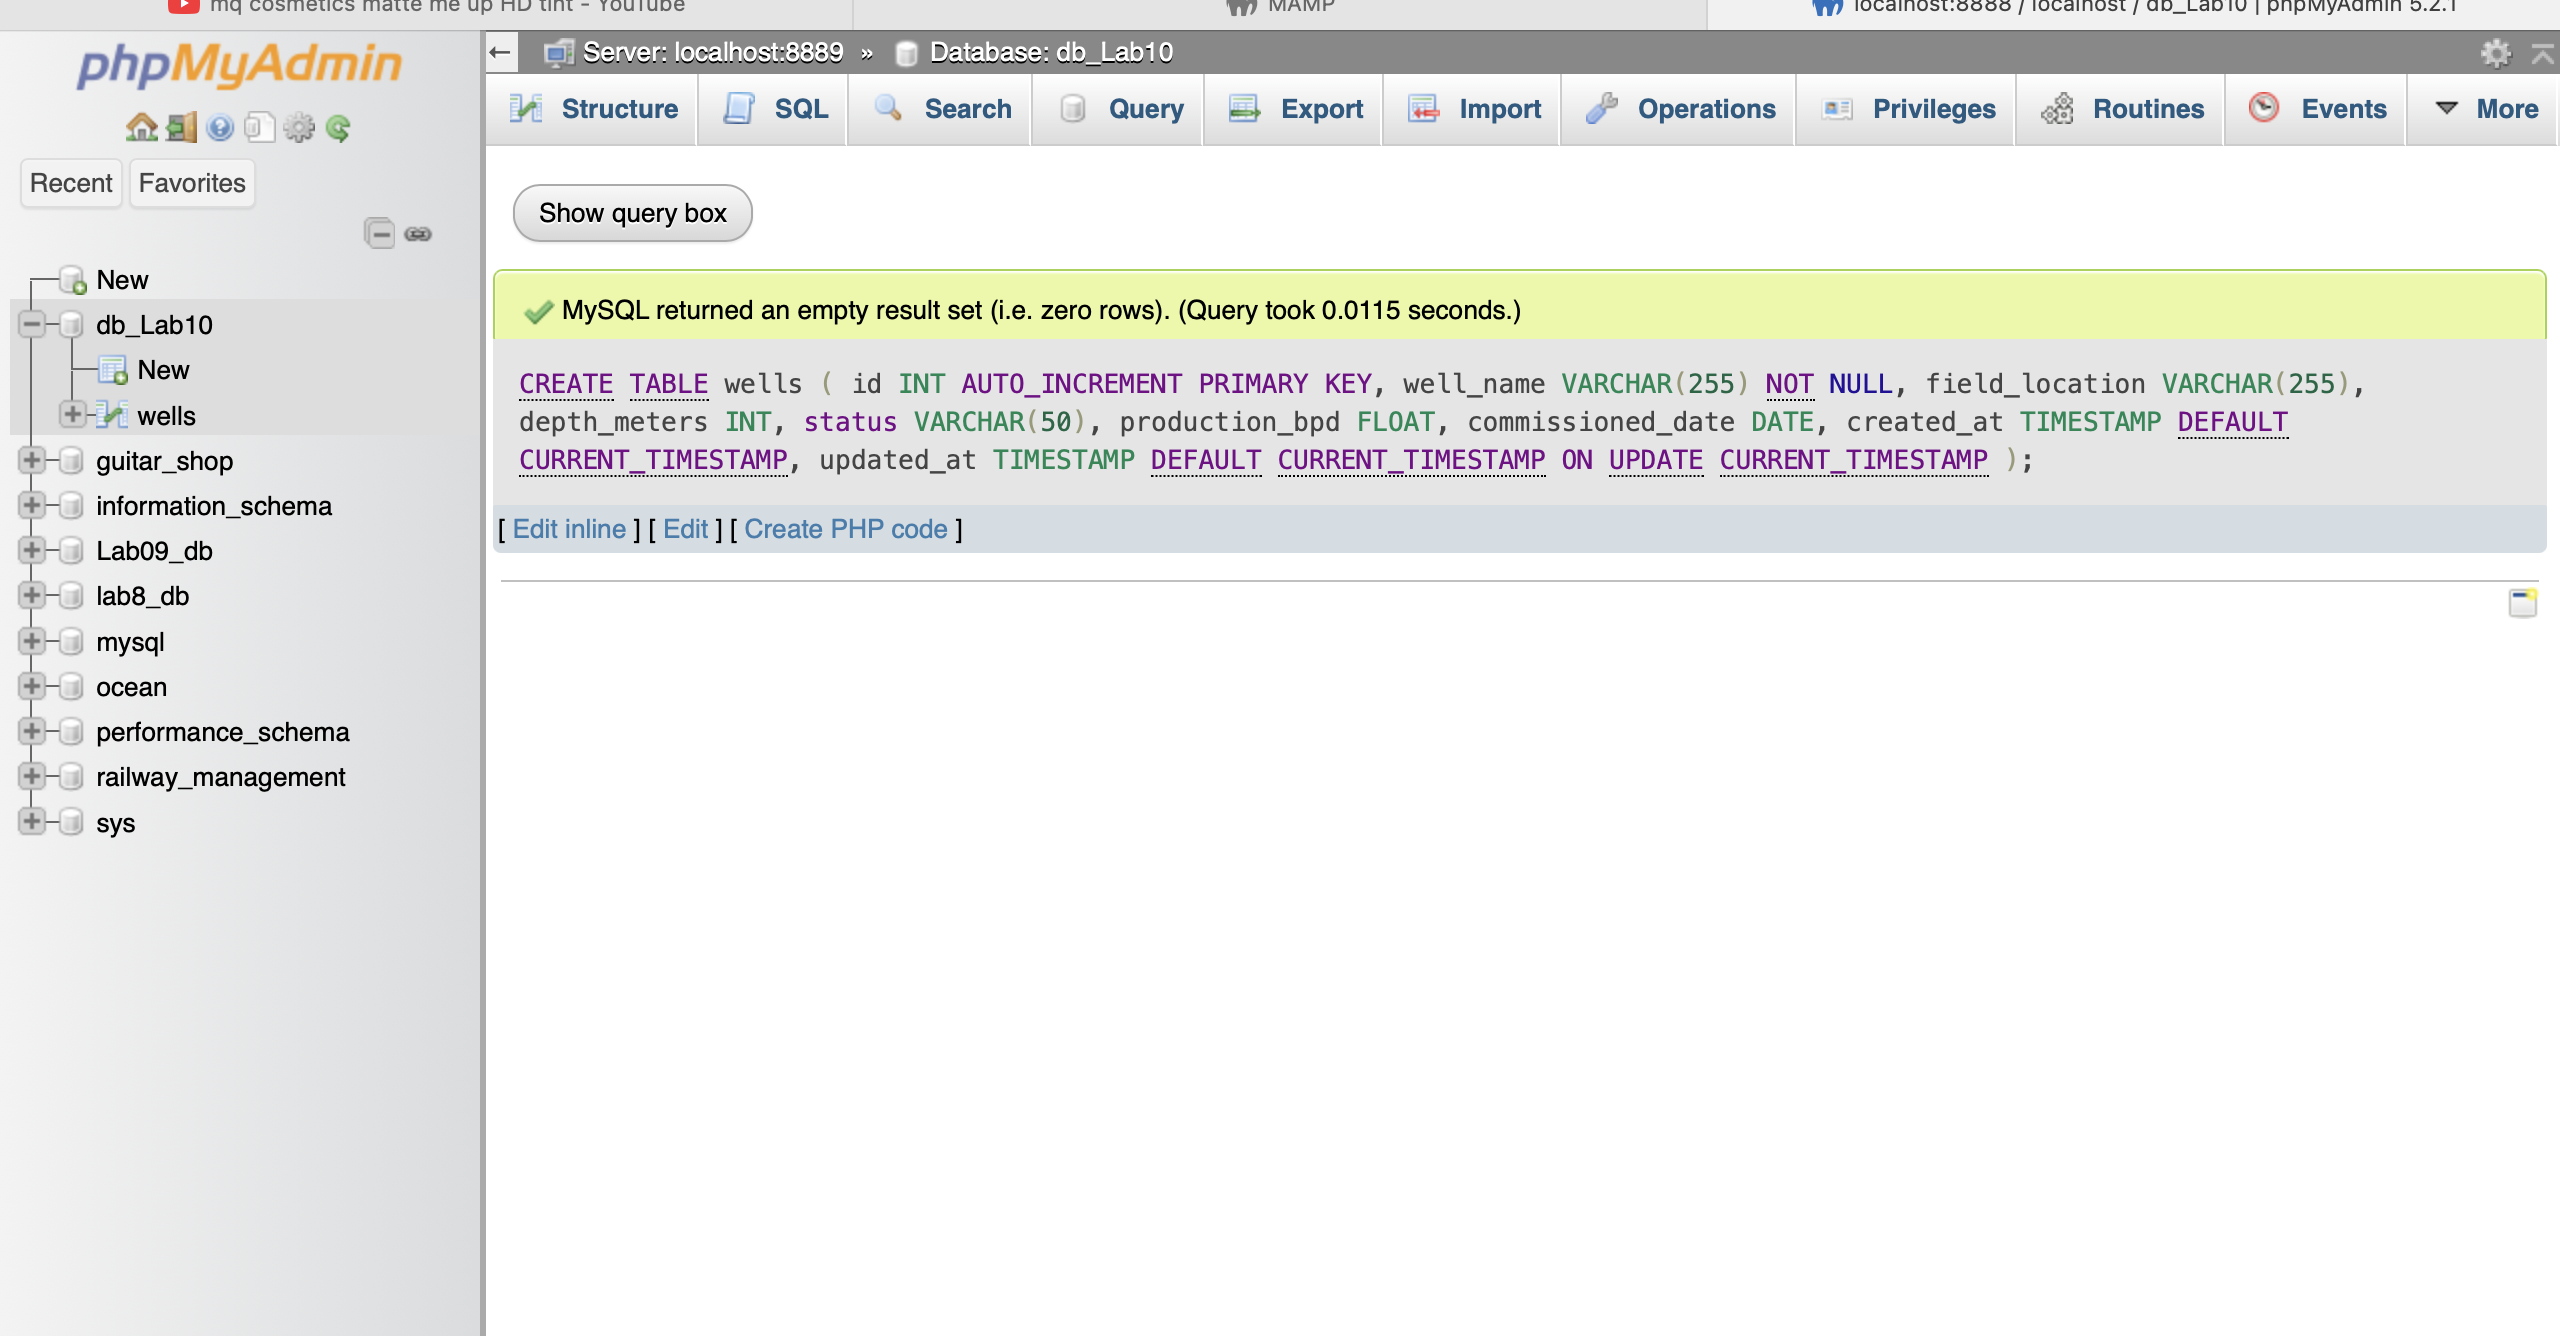 mq cosmetics matte me up HD tint - YouTube
MAMP
localhost:8888 / localhost / db_Lab10 | phpMyAdmin 5.2.1
phpMyAdmin
Recent
Favorites
New
db_Lab10
New
wells
guitar_shop
information_schema
Lab09_db
lab8_db
mysql
ocean
performance_schema
railway_management
sys
Server: localhost:8889 » Database: db_Lab10
Structure
SQL
Search
Query
Export
Import
Operations
Privileges
Routines
Events
More
Show query box
MySQL returned an empty result set (i.e. zero rows). (Query took 0.0115 seconds.)
CREATE TABLE wells ( id INT AUTO_INCREMENT PRIMARY KEY, well_name VARCHAR(255) NOT NULL, field_location VARCHAR(255),
depth_meters INT, status VARCHAR(50), production_bpd FLOAT, commissioned_date DATE, created_at TIMESTAMP DEFAULT
CURRENT_TIMESTAMP, updated_at TIMESTAMP DEFAULT CURRENT_TIMESTAMP ON UPDATE CURRENT_TIMESTAMP );
[ Edit inline ] [ Edit ] [ Create PHP code ]